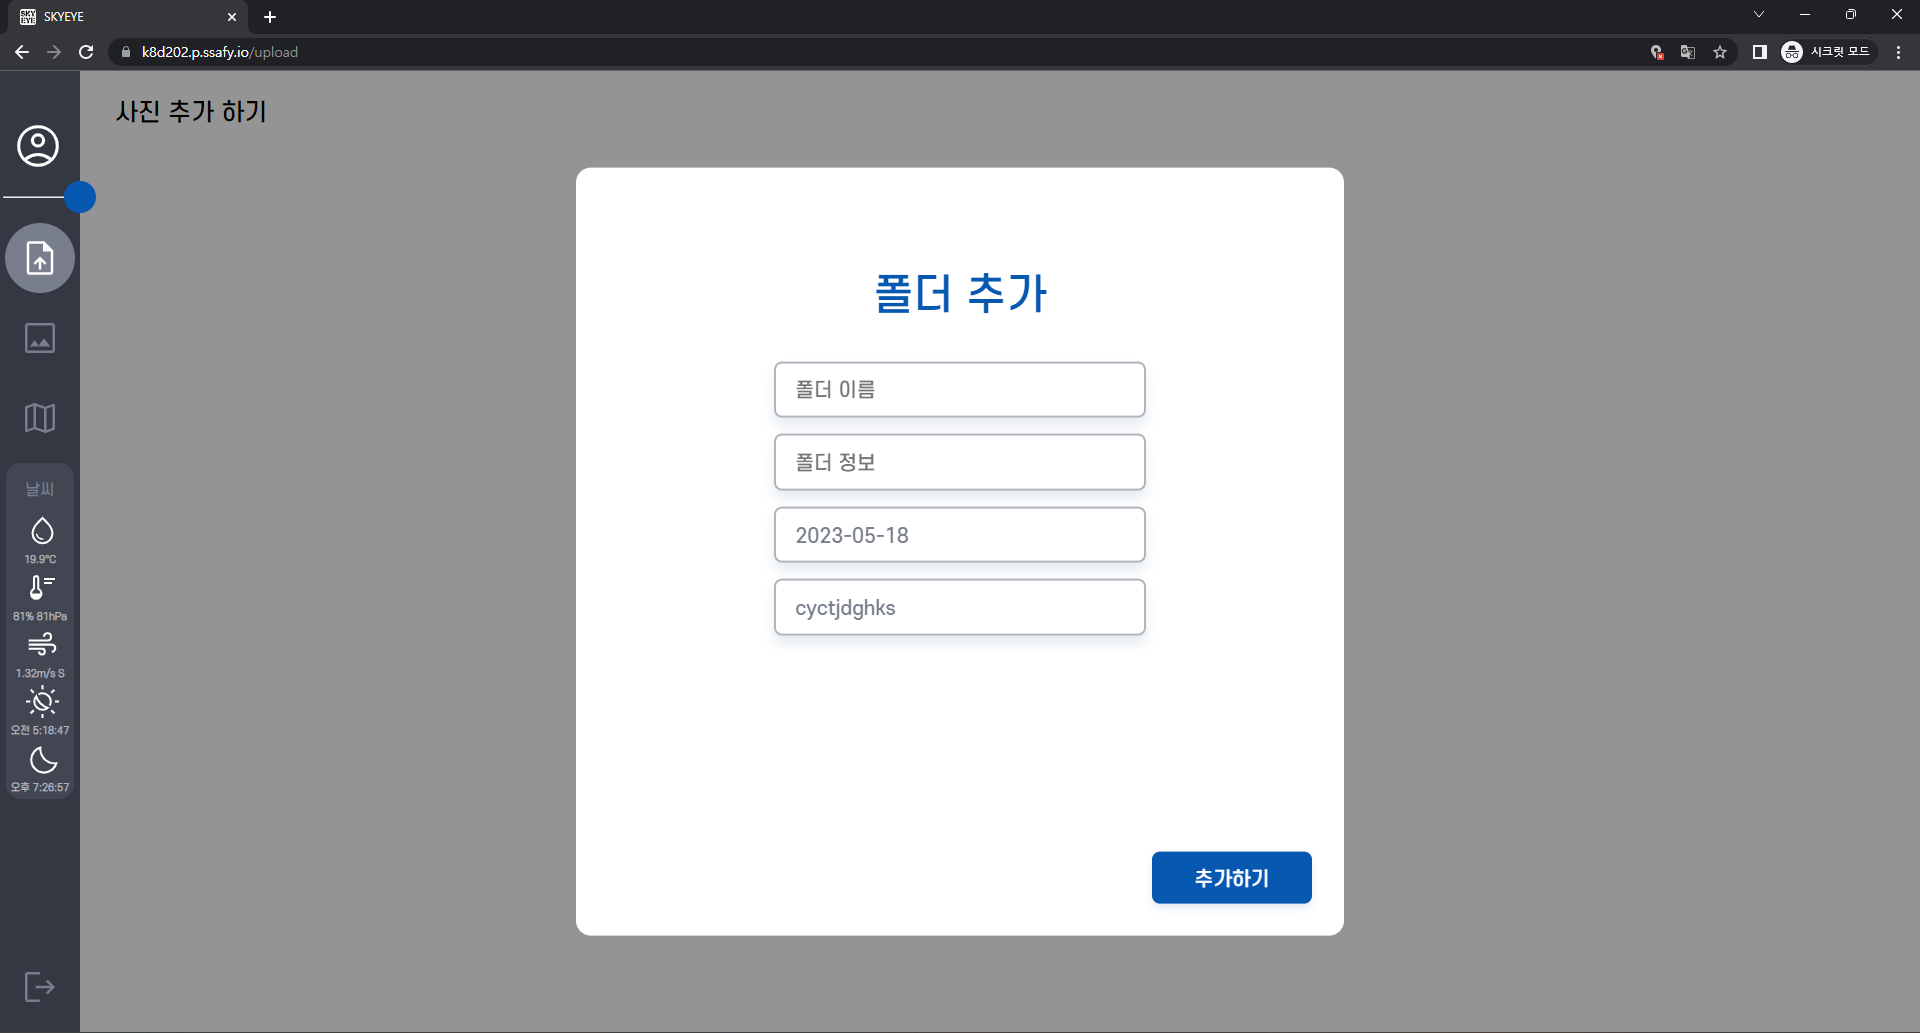 SKYEYE
k8d202.p.ssafy.io/upload
시크릿 모드
사진 추가 하기
폴더 추가
폴더 이름
폴더 정보
2023-05-18
cyctjdghks
추가하기
날씨
19.9℃
81% 81hPa
1.32m/s S
오전 5:18:47
오후 7:26:57